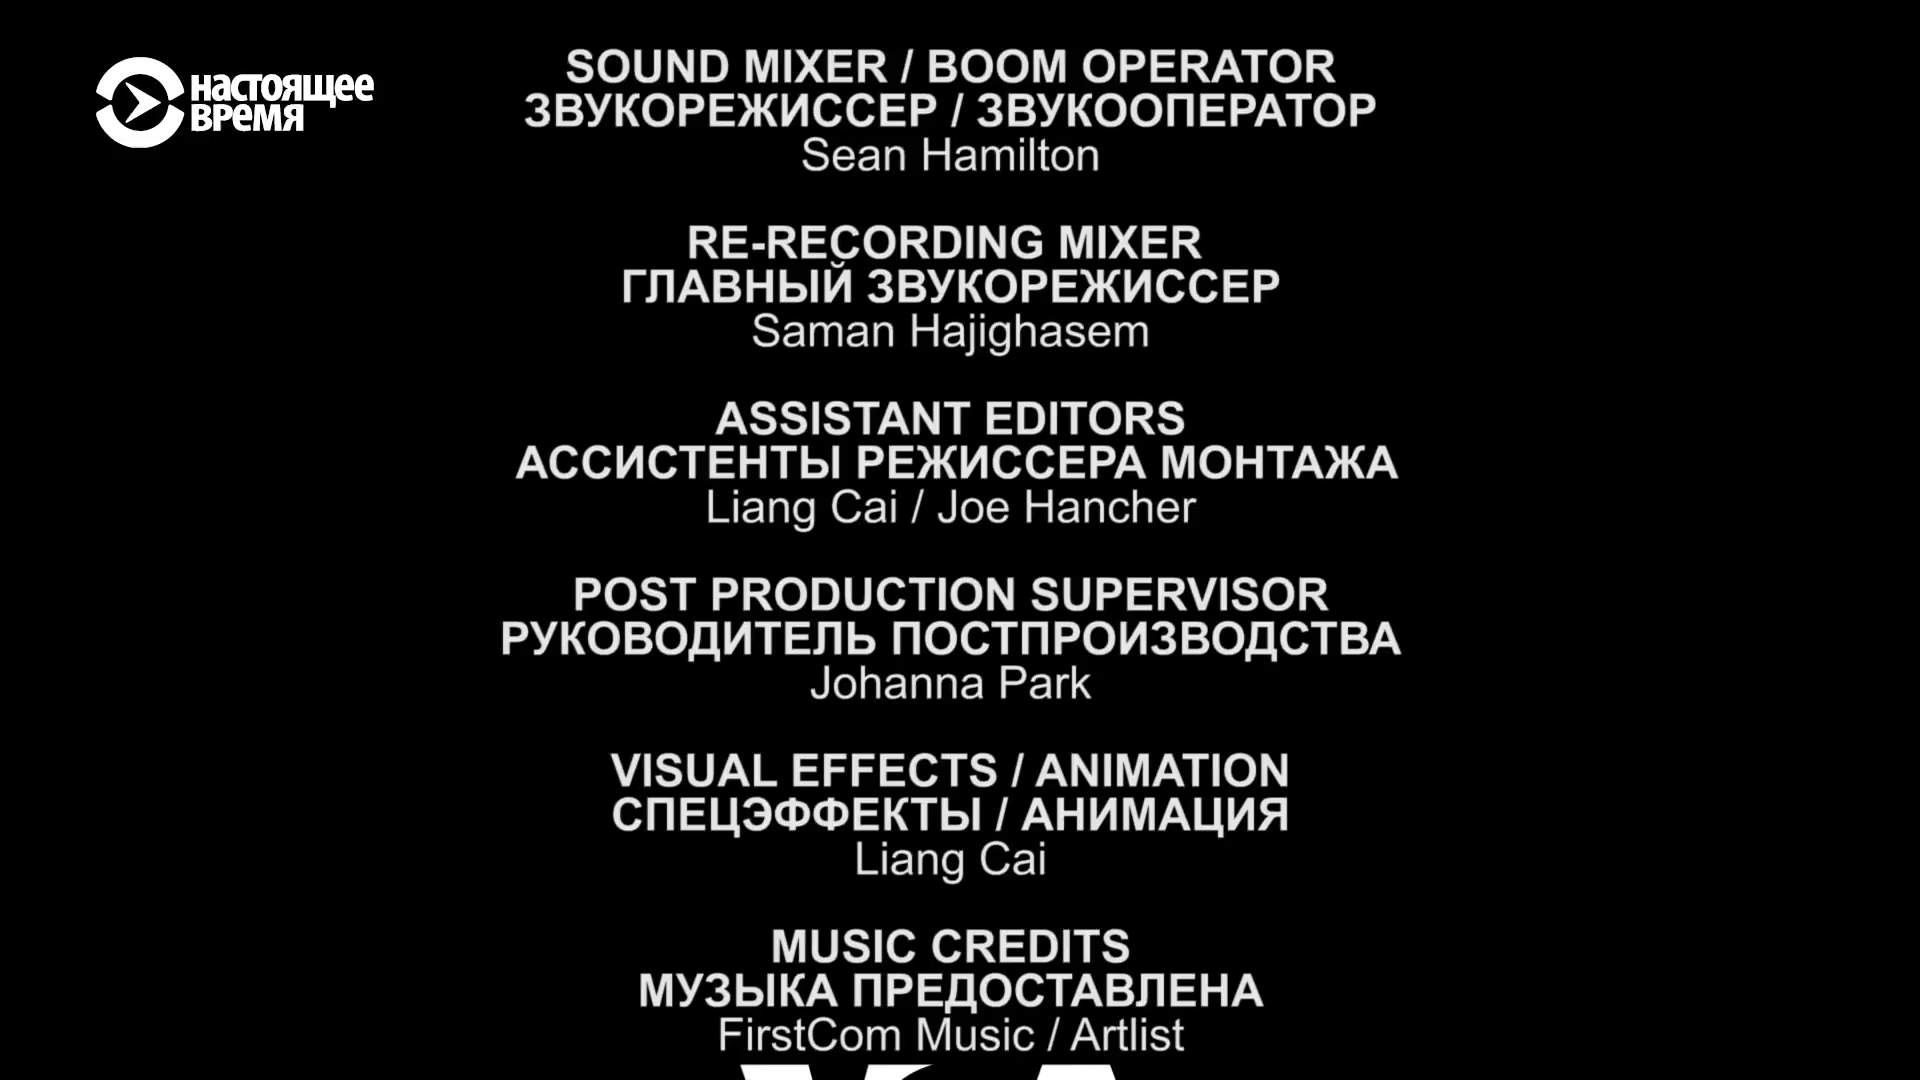 НАСТОЯЩЕЕ
ВРЕМЯ
SOUND MIXER / BOOM OPERATOR
ЗВУКОРЕЖИССЕР / ЗВУКООПЕРАТОР
Sean Hamilton
RE-RECORDING MIXER
ГЛАВНЫЙ ЗВУКОРЕЖИССЕР
Saman Hajighasem
ASSISTANT EDITORS
АССИСТЕНТЫ РЕЖИССЕРА МОНТАЖА
Liang Cai / Joe Hancher
POST PRODUCTION SUPERVISOR
РУКОВОДИТЕЛЬ ПОСТПРОИЗВОДСТВА
Johanna Park
VISUAL EFFECTS / ANIMATION
СПЕЦЭФФЕКТЫ / АНИМАЦИЯ
Liang Cai
MUSIC CREDITS
МУЗЫКА ПРЕДОСТАВЛЕНА
FirstCom Music / Artlist